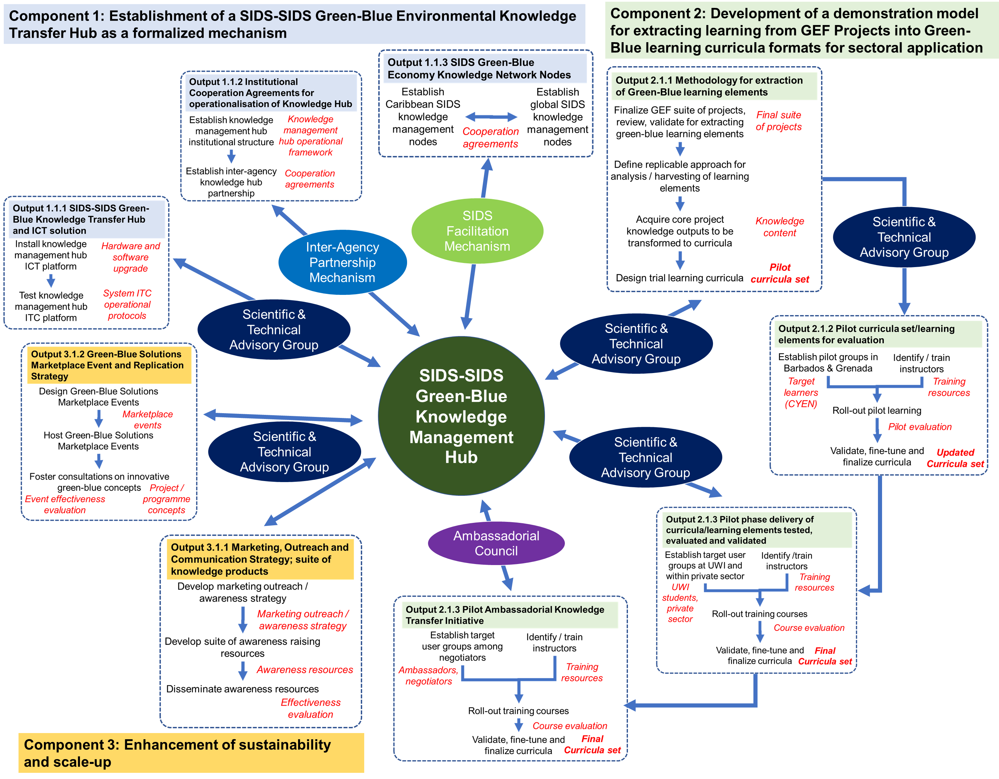 Component 1: Establishment of a SIDS-SIDS Green-Blue Environmental Knowledge
Transfer Hub as a formalized mechanism
Component 2: Development of a demonstration model
for extracting learning from GEF Projects into Green-
Blue learning curricula formats for sectoral application
Output 1.1.3 SIDS Green-Blue
Economy Knowledge Network Nodes
Establish
Caribbean SIDS
knowledge
management
nodes
Cooperation
agreements
Establish
global SIDS
knowledge
management
nodes
Output 1.1.2 Institutional
Cooperation Agreements for
operationalisation of Knowledge Hub
Establish knowledge
management hub
institutional structure
Knowledge
management
hub operational
framework
Establish inter-agency
knowledge hub
partnership
Cooperation
agreements
Output 1.1.1 SIDS-SIDS Green-
Blue Knowledge Transfer Hub
and ICT solution
Install knowledge
management hub
ICT platform
Hardware and
software
upgrade
Test knowledge
management hub
ITC platform
System ITC
operational
protocols
Output 2.1.1 Methodology for extraction
of Green-Blue learning elements
Finalize GEF suite of projects,
review, validate for extracting
green-blue learning elements
Final suite
of projects
Define replicable approach for
analysis / harvesting of learning
elements
Acquire core project
knowledge outputs to be
transformed to curricula
Knowledge
content
Design trial learning curricula
Pilot
curricula set
SIDS
Facilitation
Mechanism
Inter-Agency
Partnership
Mechanism
Scientific &
Technical
Advisory Group
Scientific &
Technical
Advisory Group
Scientific &
Technical
Advisory Group
Output 2.1.2 Pilot curricula set/learning
elements for evaluation
Establish pilot groups in
Barbados & Grenada
Identify / train
instructors
Target
learners
(CYEN)
Training
resources
Roll-out pilot learning
Pilot evaluation
Validate, fine-tune and
finalize curricula
Updated
Curricula set
Output 3.1.2 Green-Blue Solutions
Marketplace Event and Replication
Strategy
Design Green-Blue Solutions
Marketplace Events
Marketplace
events
Host Green-Blue Solutions
Marketplace Events
Foster consultations on innovative
green-blue concepts
Event effectiveness
evaluation
Project /
programme
concepts
SIDS-SIDS
Green-Blue
Knowledge
Management
Hub
Scientific &
Technical
Advisory Group
Scientific &
Technical
Advisory Group
Ambassadorial
Council
Output 2.1.3 Pilot phase delivery of
curricula/learning elements tested,
evaluated and validated
Establish target user
groups at UWI and
within private sector
Identify /train
instructors
UWI
students,
private
sector
Training
resources
Roll-out training courses
Course evaluation
Validate, fine-tune and
finalize curricula
Final
Curricula set
Output 3.1.1 Marketing, Outreach and
Communication Strategy; suite of
knowledge products
Develop marketing outreach /
awareness strategy
Marketing outreach /
awareness strategy
Develop suite of awareness raising
resources
Awareness resources
Disseminate awareness resources
Effectiveness
evaluation
Output 2.1.3 Pilot Ambassadorial Knowledge
Transfer Initiative
Establish target
user groups among
negotiators
Identify / train
instructors
Ambassadors,
negotiators
Training
resources
Roll-out training courses
Course evaluation
Validate, fine-tune and
finalize curricula
Final
Curricula set
Component 3: Enhancement of sustainability
and scale-up